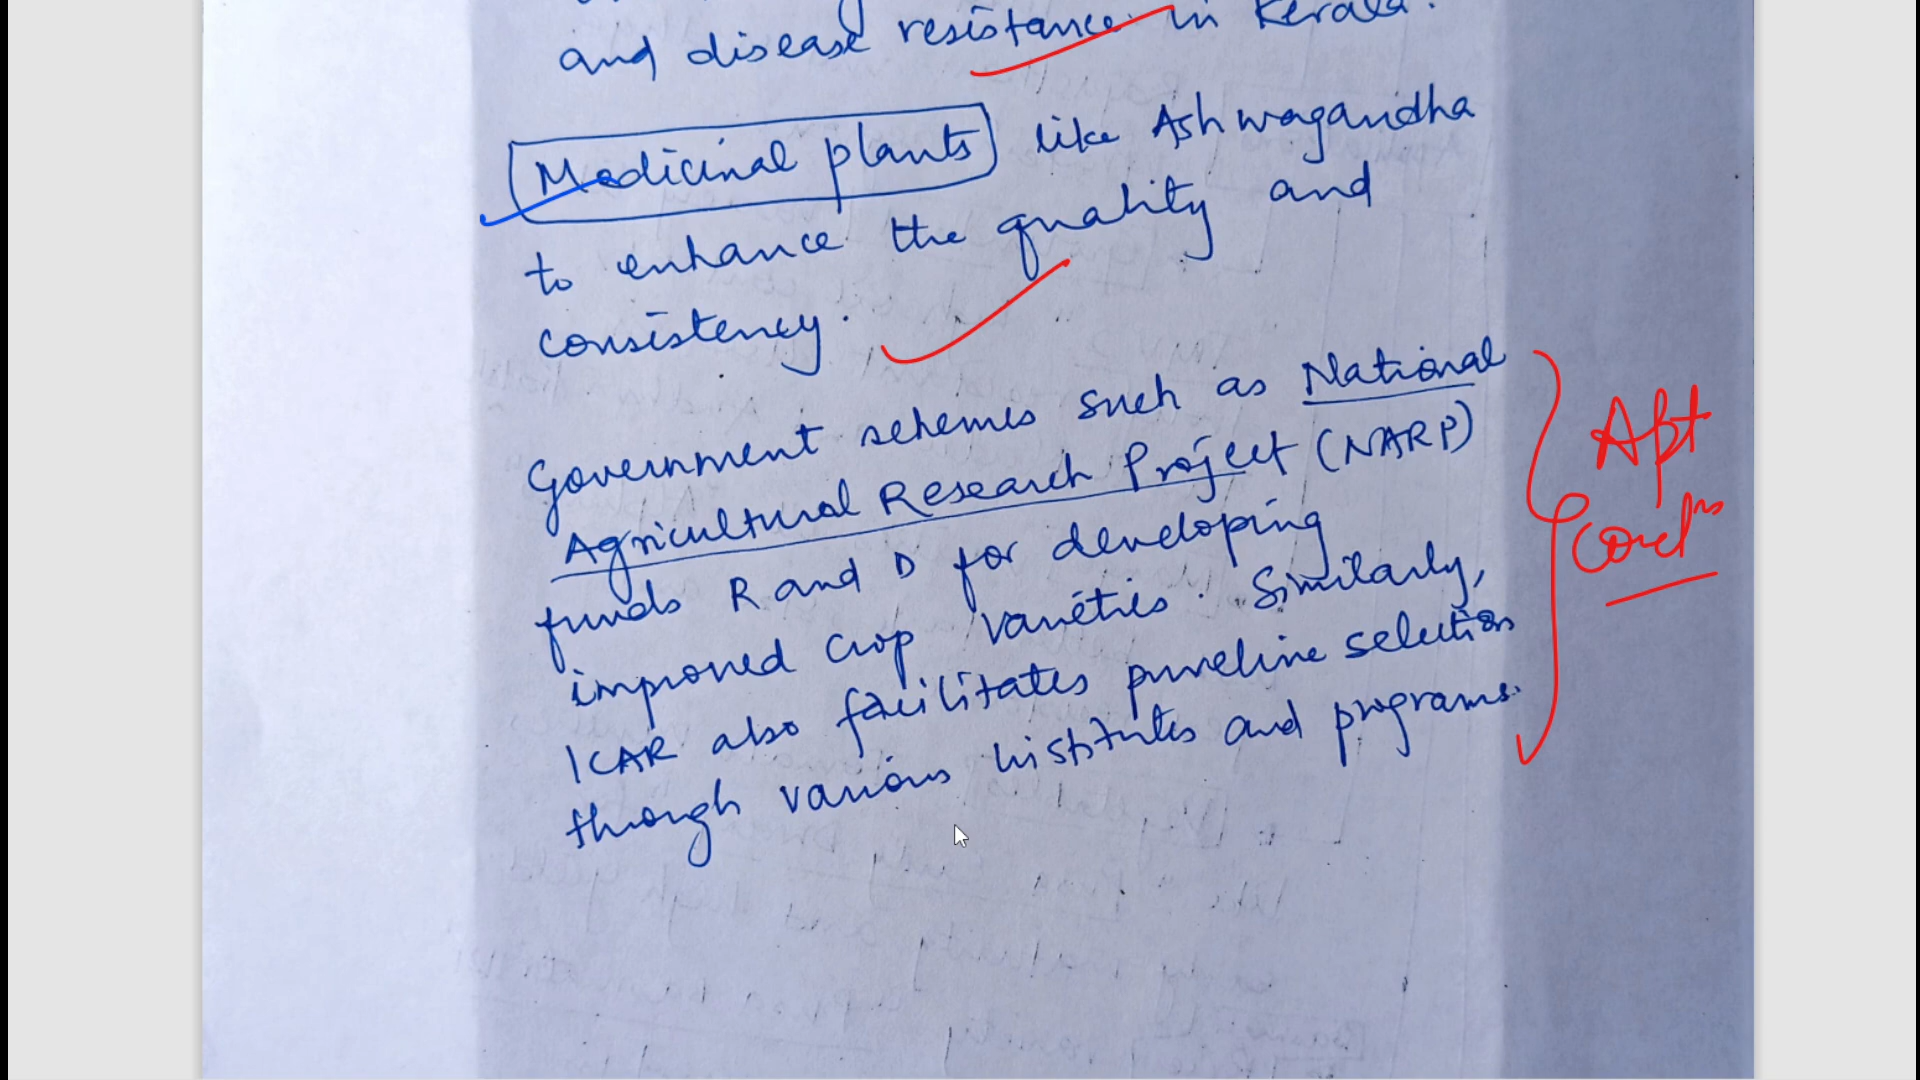 and disease resistance in Kerala.
Medicinal plants like Ashwagandha
to enhance the quality and
consistency.
Government schemes such as National
Agricultural Research Project (NARP)
funds R and D for developing
improved crop varieties. Similarly,
ICAR also facilitates pureline selection
through various institutes and programs.
Apt
Concl^ns